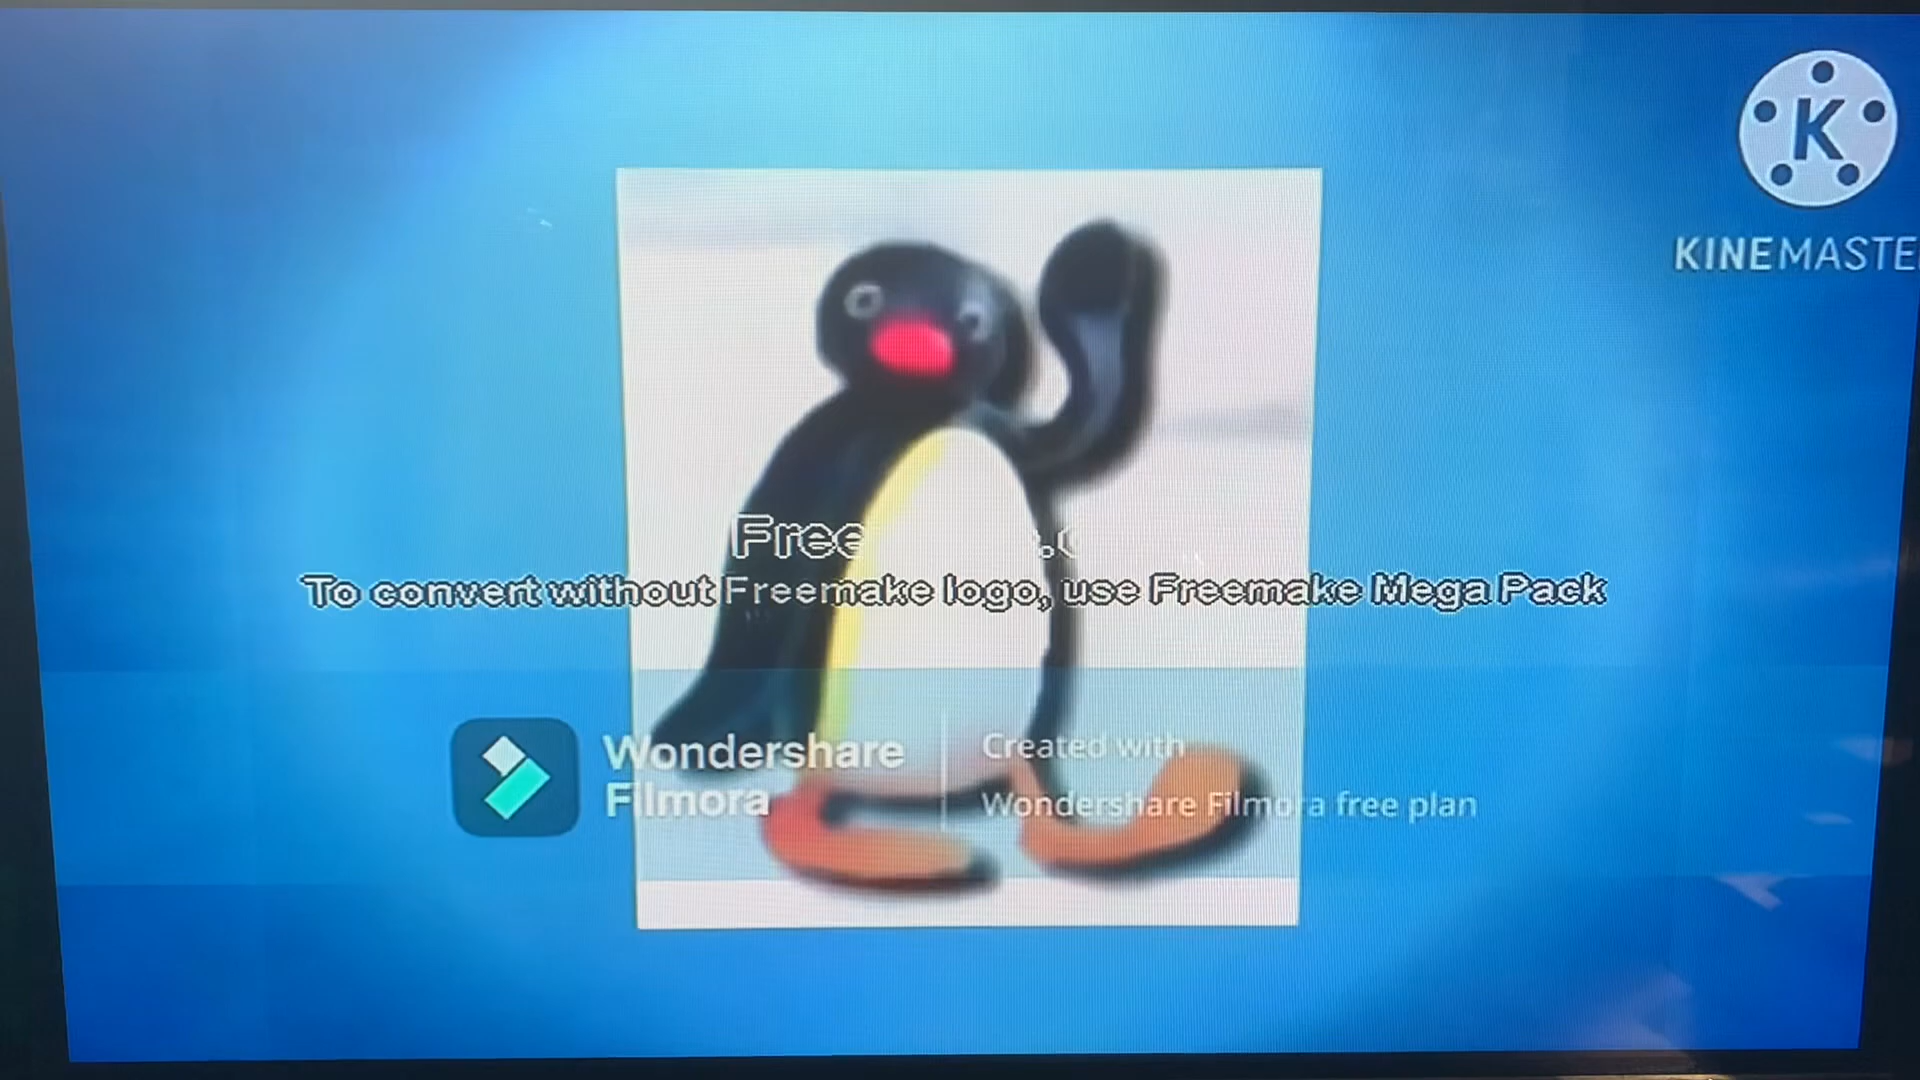 K
KINEMASTE
Free
To convert without Freemake logo, use Freemake Mega Pack
Wondershare
Filmora
Created with
Wondershare Filmora free plan